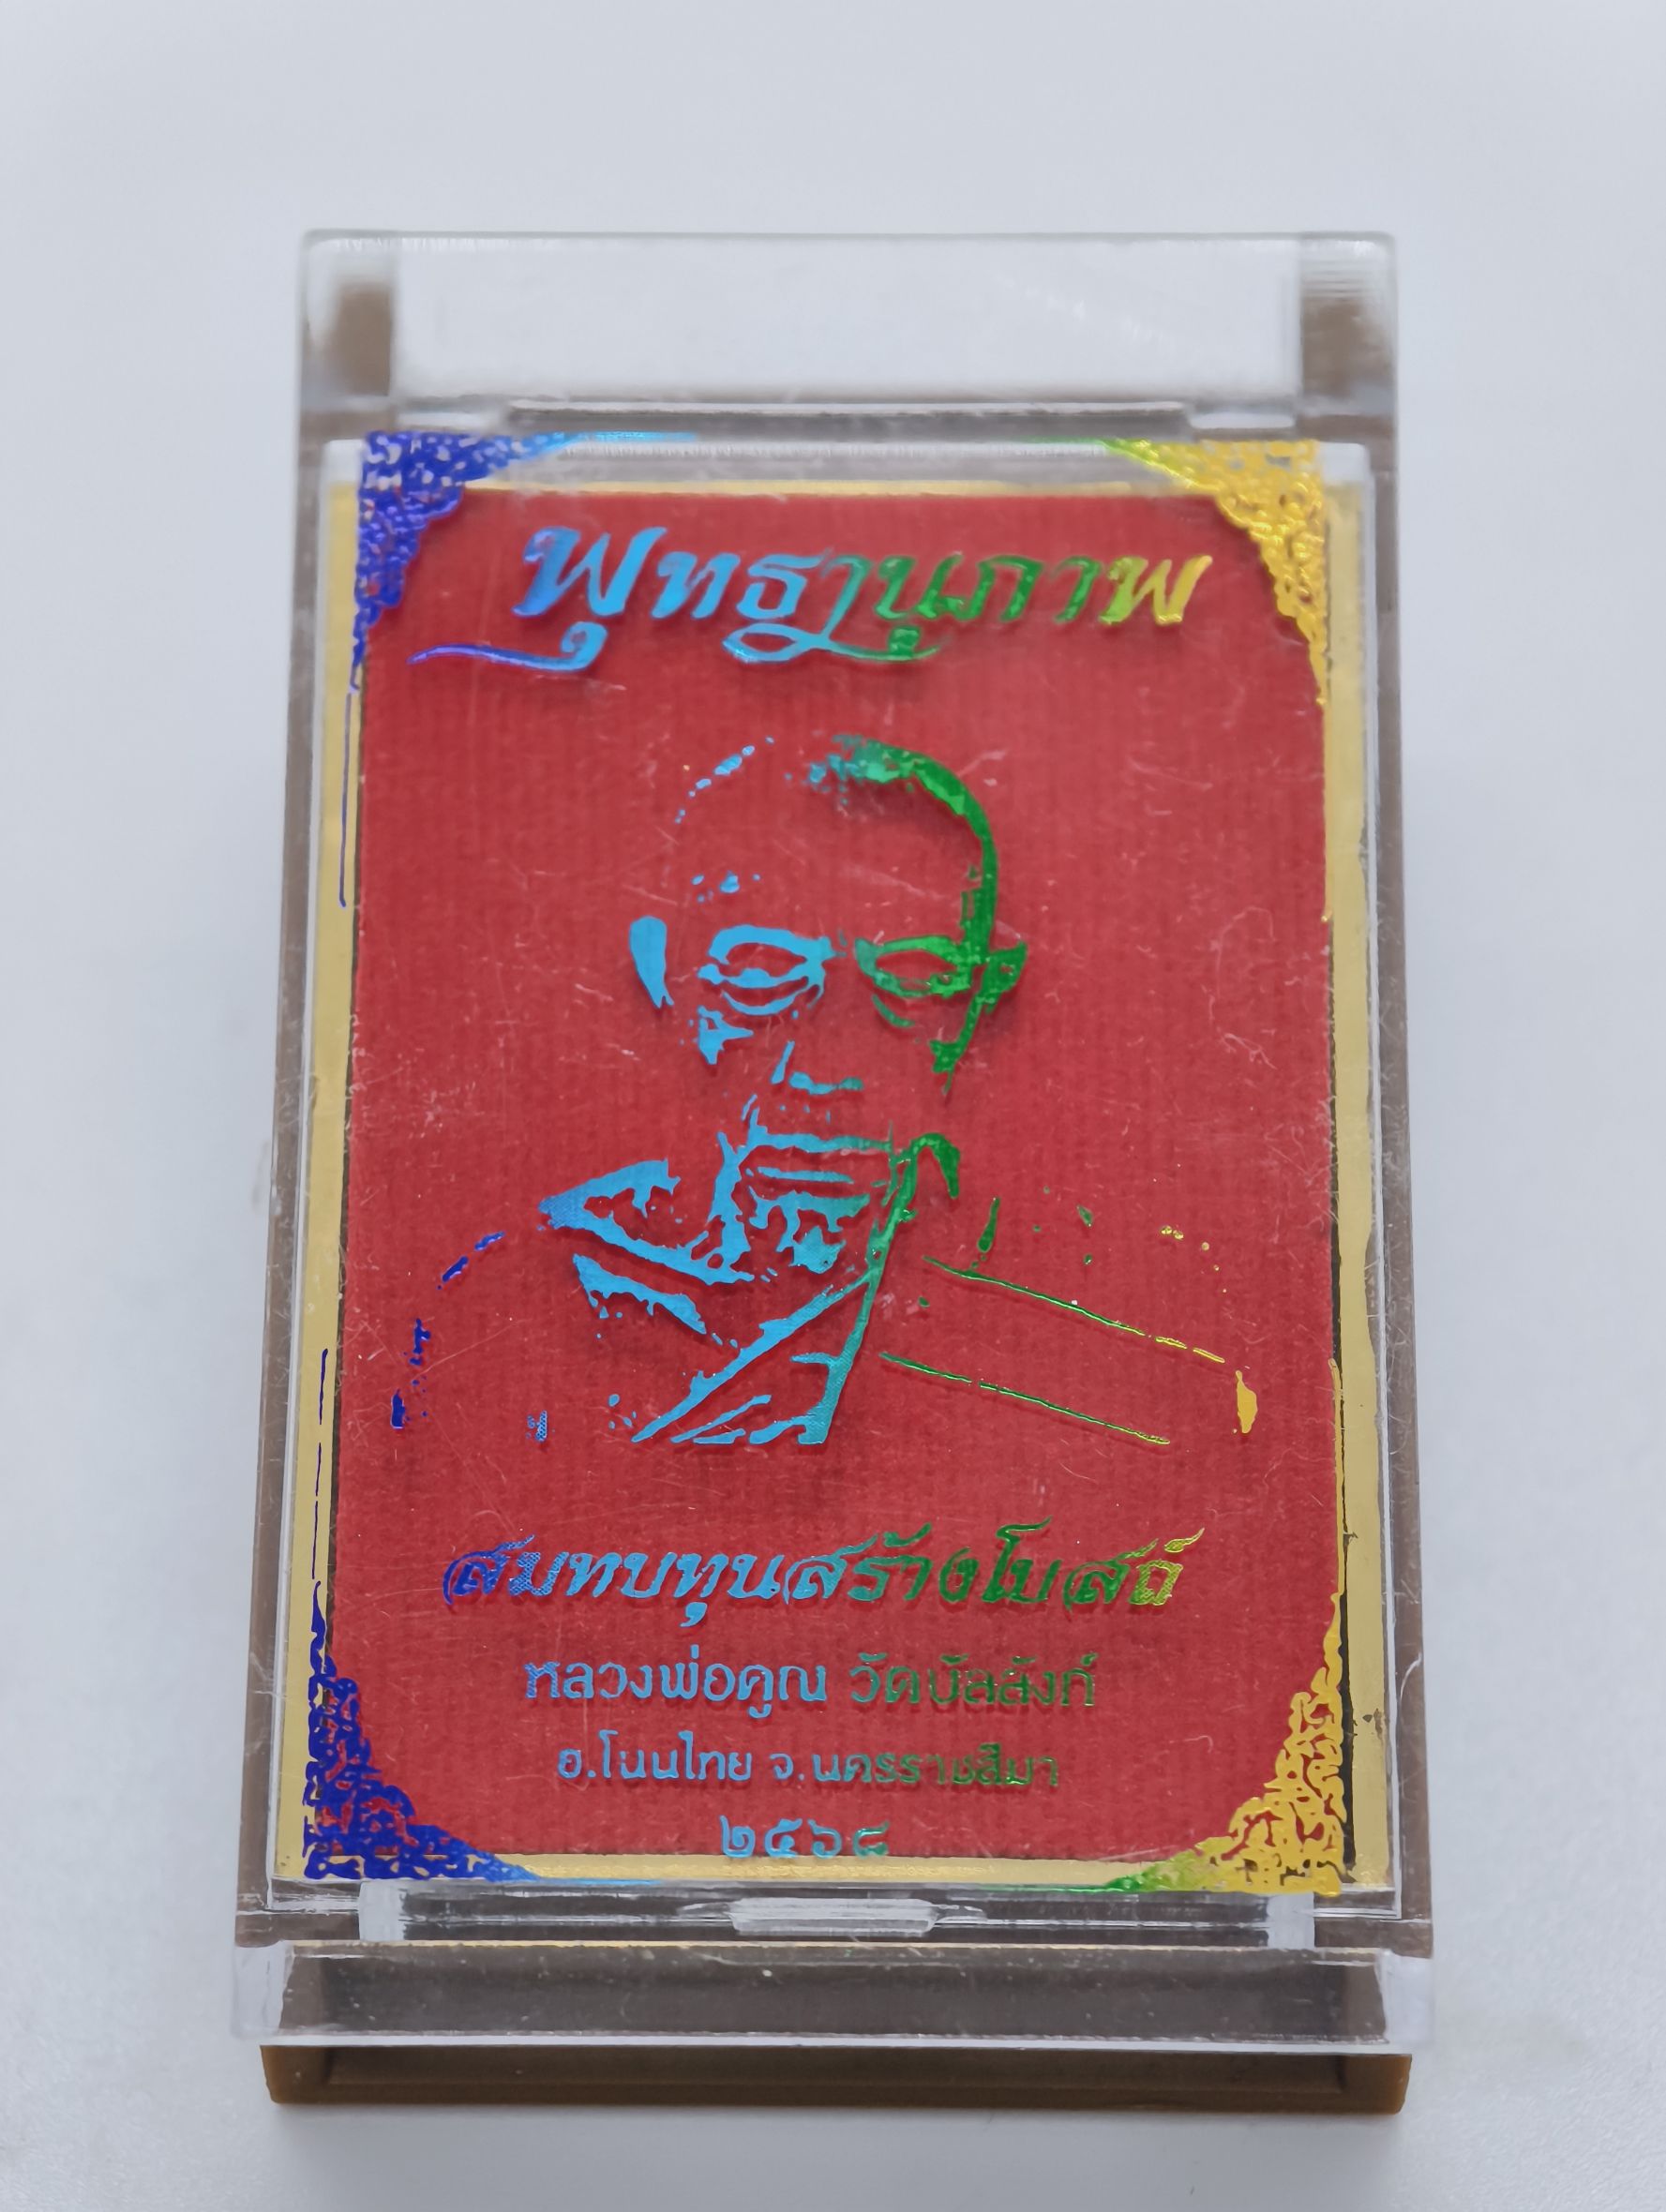 พุทธานุภาพ
สมทบทุนสร้างโบสถ์
หลวงพ่อคูณ วัดบัลลังก์
อ.โนนไทย จ.นครราชสีมา
๒๕๖๘